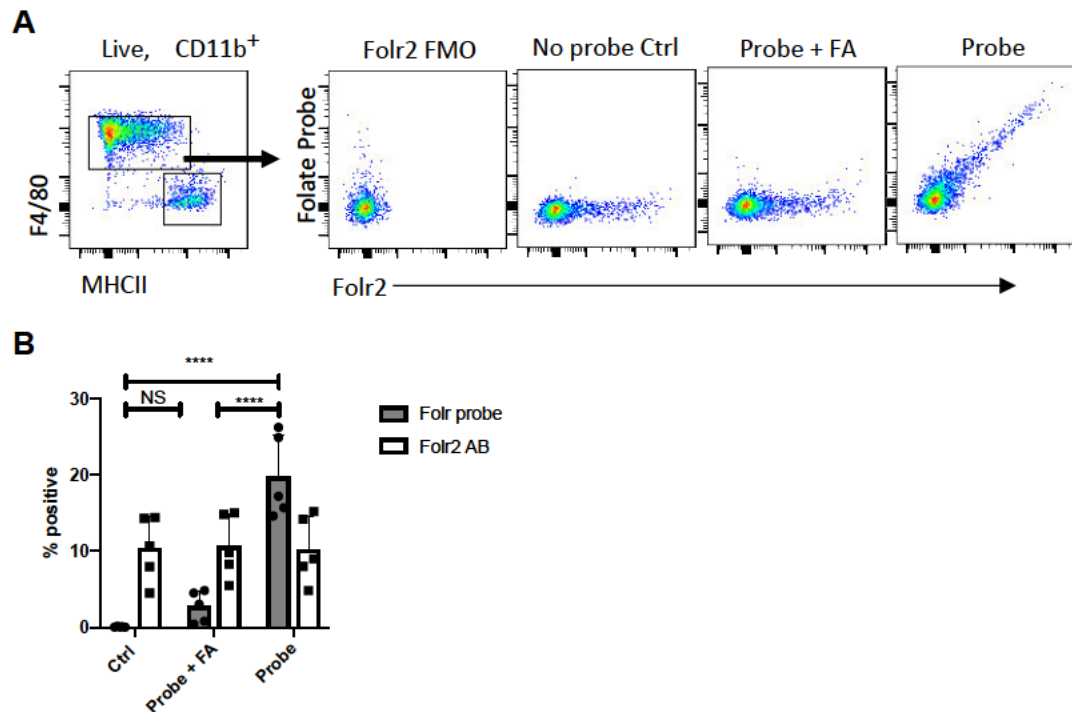 A
Live, CD11b+
Folr2 FMO
No probe Ctrl
Probe + FA
Probe
F4/80
Folate Probe
MHCII
Folr2
B
****
NS
****
30
20
10
0
% positive
Folr probe
Folr2 AB
Ctrl
Probe + FA
Probe